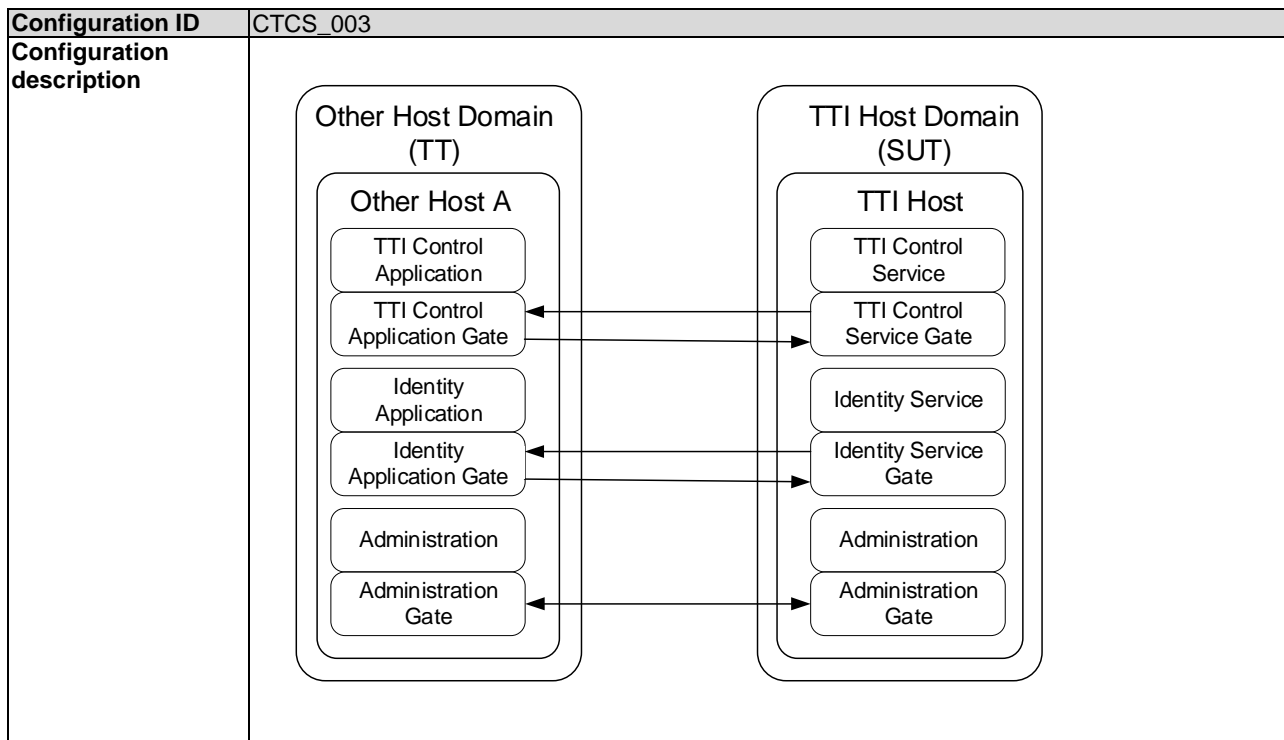 Configuration ID CTCS_003
Configuration
description
Other Host Domain
(TT)
Other Host A
TTI Control
Application
TTI Control
Application Gate
Identity
Application
Identity
Application Gate
Administration
Administration
Gate
TTI Host Domain
(SUT)
TTI Host
TTI Control
Service
TTI Control
Service Gate
Identity Service
Identity Service
Gate
Administration
Administration
Gate